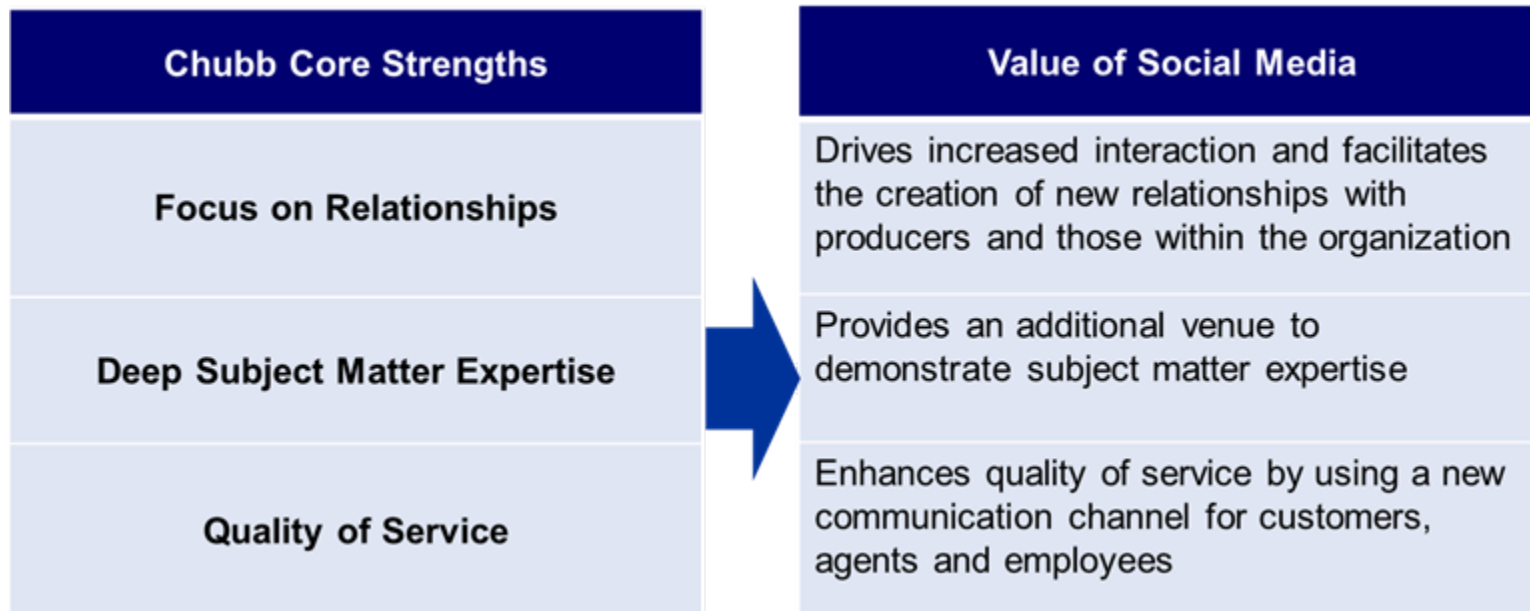 Chubb Core Strengths
Focus on Relationships
Deep Subject Matter Expertise
Quality of Service
Value of Social Media
Drives increased interaction and facilitates
the creation of new relationships with
producers and those within the organization
Provides an additional venue to
demonstrate subject matter expertise
Enhances quality of service by using a new
communication channel for customers,
agents and employees